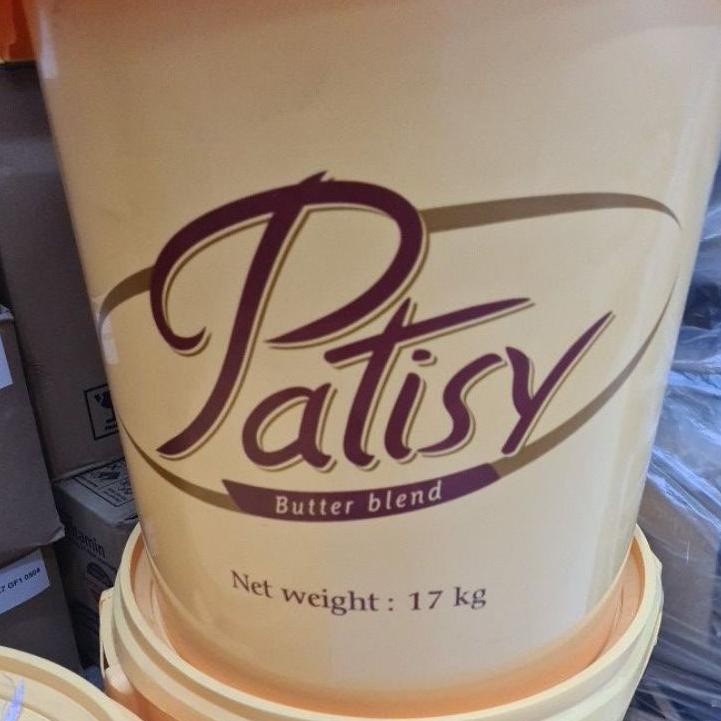 Patisy
Butter blend
Net weight : 17 kg